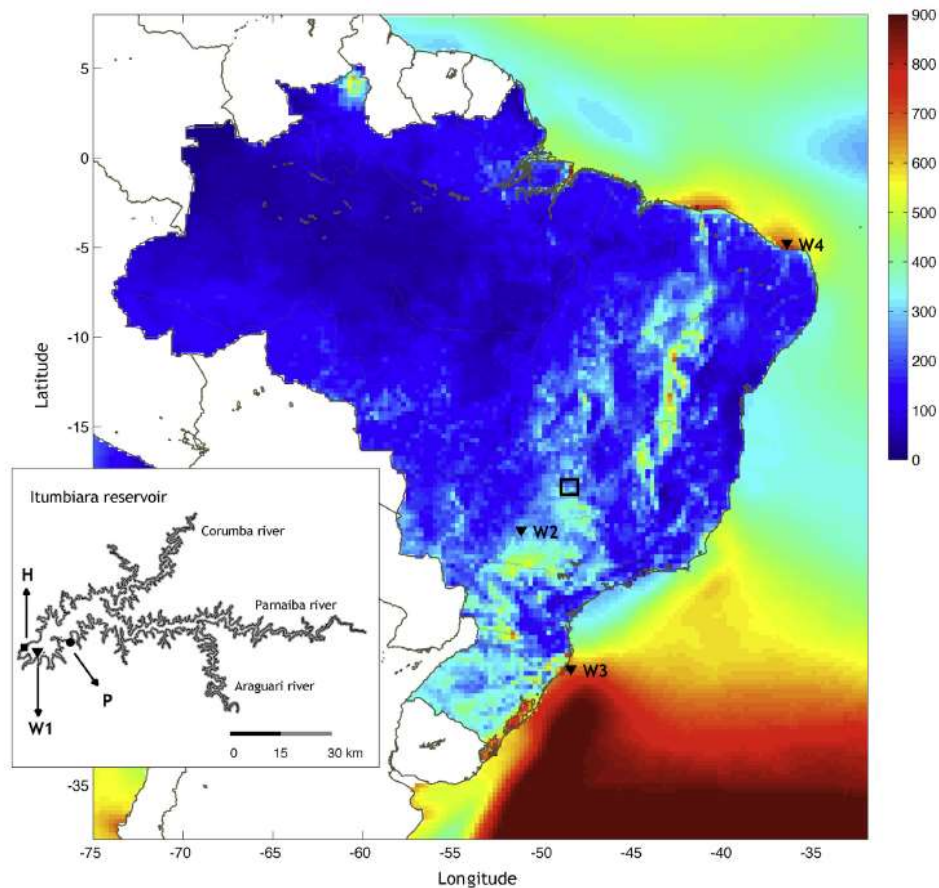 900
800
700
600
500
400
300
200
100
0
5
0
-5
-10
-15
-35
Latitude
W4
W2
W3
Itumbiara reservoir
Corumba river
H
Parnaiba river
P
Araguari river
W1
0 15 30 km
-75 -70 -65 -60 -55 -50 -45 -40 -35
Longitude